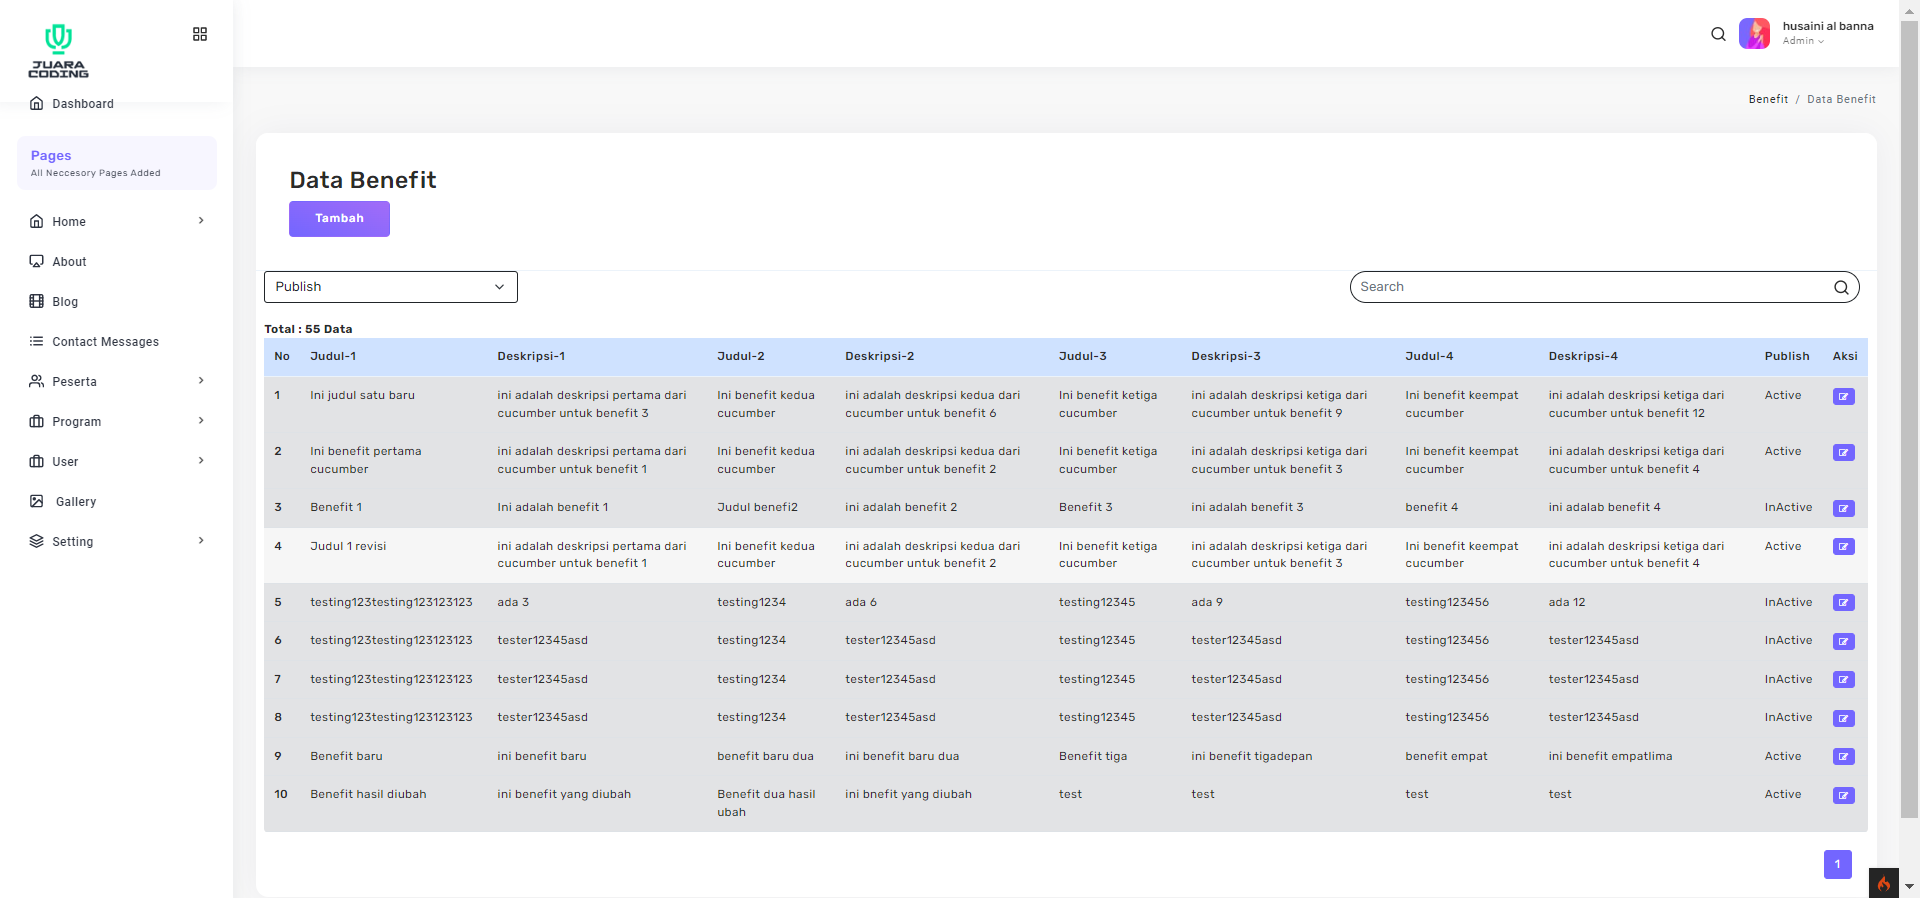 JUARA
CODING
husaini al banna
Admin
Dashboard
Benefit / Data Benefit
Pages
All Neccesory Pages Added
Home
About
Blog
Contact Messages
Peserta
Program
User
Gallery
Setting
Data Benefit
Tambah
Publish
Search
Total : 55 Data
No Judul-1 Deskripsi-1 Judul-2 Deskripsi-2 Judul-3 Deskripsi-3 Judul-4 Deskripsi-4 Publish Aksi
1 Ini judul satu baru ini adalah deskripsi pertama dari Ini benefit kedua ini adalah deskripsi kedua dari Ini benefit ketiga ini adalah deskripsi ketiga dari Ini benefit keempat ini adalah deskripsi ketiga dari Active
cucumber untuk benefit 3 cucumber cucumber untuk benefit 6 cucumber cucumber untuk benefit 9 cucumber cucumber untuk benefit 12
2 Ini benefit pertama ini adalah deskripsi pertama dari Ini benefit kedua ini adalah deskripsi kedua dari Ini benefit ketiga ini adalah deskripsi ketiga dari Ini benefit keempat ini adalah deskripsi ketiga dari Active
cucumber cucumber untuk benefit 1 cucumber cucumber untuk benefit 2 cucumber cucumber untuk benefit 3 cucumber cucumber untuk benefit 4
3 Benefit 1 Ini adalah benefit 1 Judul benefi2 ini adalah benefit 2 Benefit 3 ini adalah benefit 3 benefit 4 ini adalab benefit 4 InActive
4 Judul 1 revisi ini adalah deskripsi pertama dari Ini benefit kedua ini adalah deskripsi kedua dari Ini benefit ketiga ini adalah deskripsi ketiga dari Ini benefit keempat ini adalah deskripsi ketiga dari Active
cucumber untuk benefit 1 cucumber cucumber untuk benefit 2 cucumber cucumber untuk benefit 3 cucumber cucumber untuk benefit 4
5 testing123testing123123123 ada 3 testing1234 ada 6 testing12345 ada 9 testing123456 ada 12 InActive
6 testing123testing123123123 tester12345asd testing1234 tester12345asd testing12345 tester12345asd testing123456 tester12345asd InActive
7 testing123testing123123123 tester12345asd testing1234 tester12345asd testing12345 tester12345asd testing123456 tester12345asd InActive
8 testing123testing123123123 tester12345asd testing1234 tester12345asd testing12345 tester12345asd testing123456 tester12345asd InActive
9 Benefit baru ini benefit baru benefit baru dua ini benefit baru dua Benefit tiga ini benefit tigadepan benefit empat ini benefit empatlima Active
10 Benefit hasil diubah ini benefit yang diubah Benefit dua hasil ini bnefit yang diubah test test test test Active
ubah
1